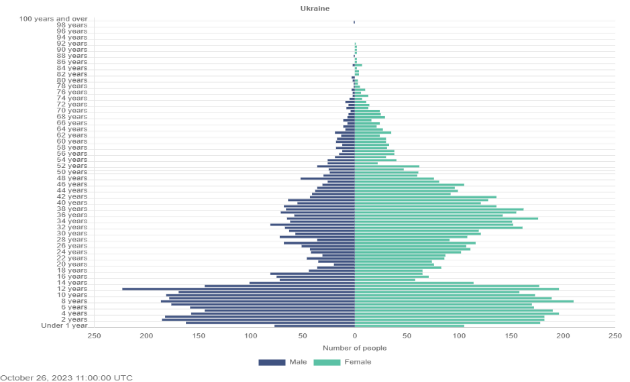 Ukraine
100 years and over
98 years
96 years
94 years
92 years
90 years
88 years
86 years
84 years
82 years
80 years
78 years
76 years
74 years
72 years
70 years
68 years
66 years
64 years
62 years
60 years
58 years
56 years
54 years
52 years
50 years
48 years
46 years
44 years
42 years
40 years
38 years
36 years
34 years
32 years
30 years
28 years
26 years
24 years
22 years
20 years
18 years
16 years
14 years
12 years
10 years
8 years
6 years
4 years
2 years
Under 1 year
250 200 150 100 50 0 50 100 150 200 250
Number of people
Male Female
October 26, 2023 11:00:00 UTC